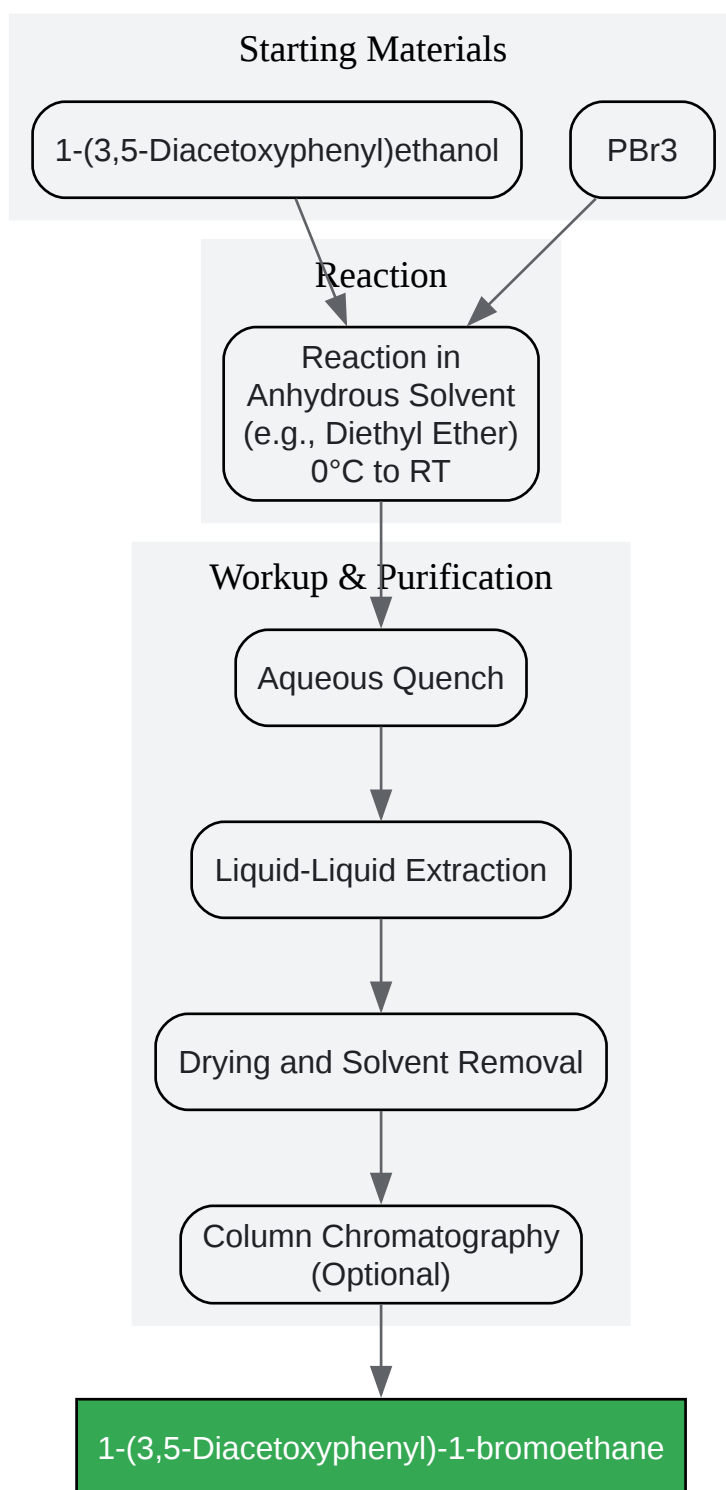 Starting Materials
1-(3,5-Diacetoxyphenyl)ethanol
PBr3
Reaction
Reaction in
Anhydrous Solvent
(e.g., Diethyl Ether)
0°C to RT
Workup & Purification
Aqueous Quench
Liquid-Liquid Extraction
Drying and Solvent Removal
Column Chromatography
(Optional)
1-(3,5-Diacetoxyphenyl)-1-bromoethane